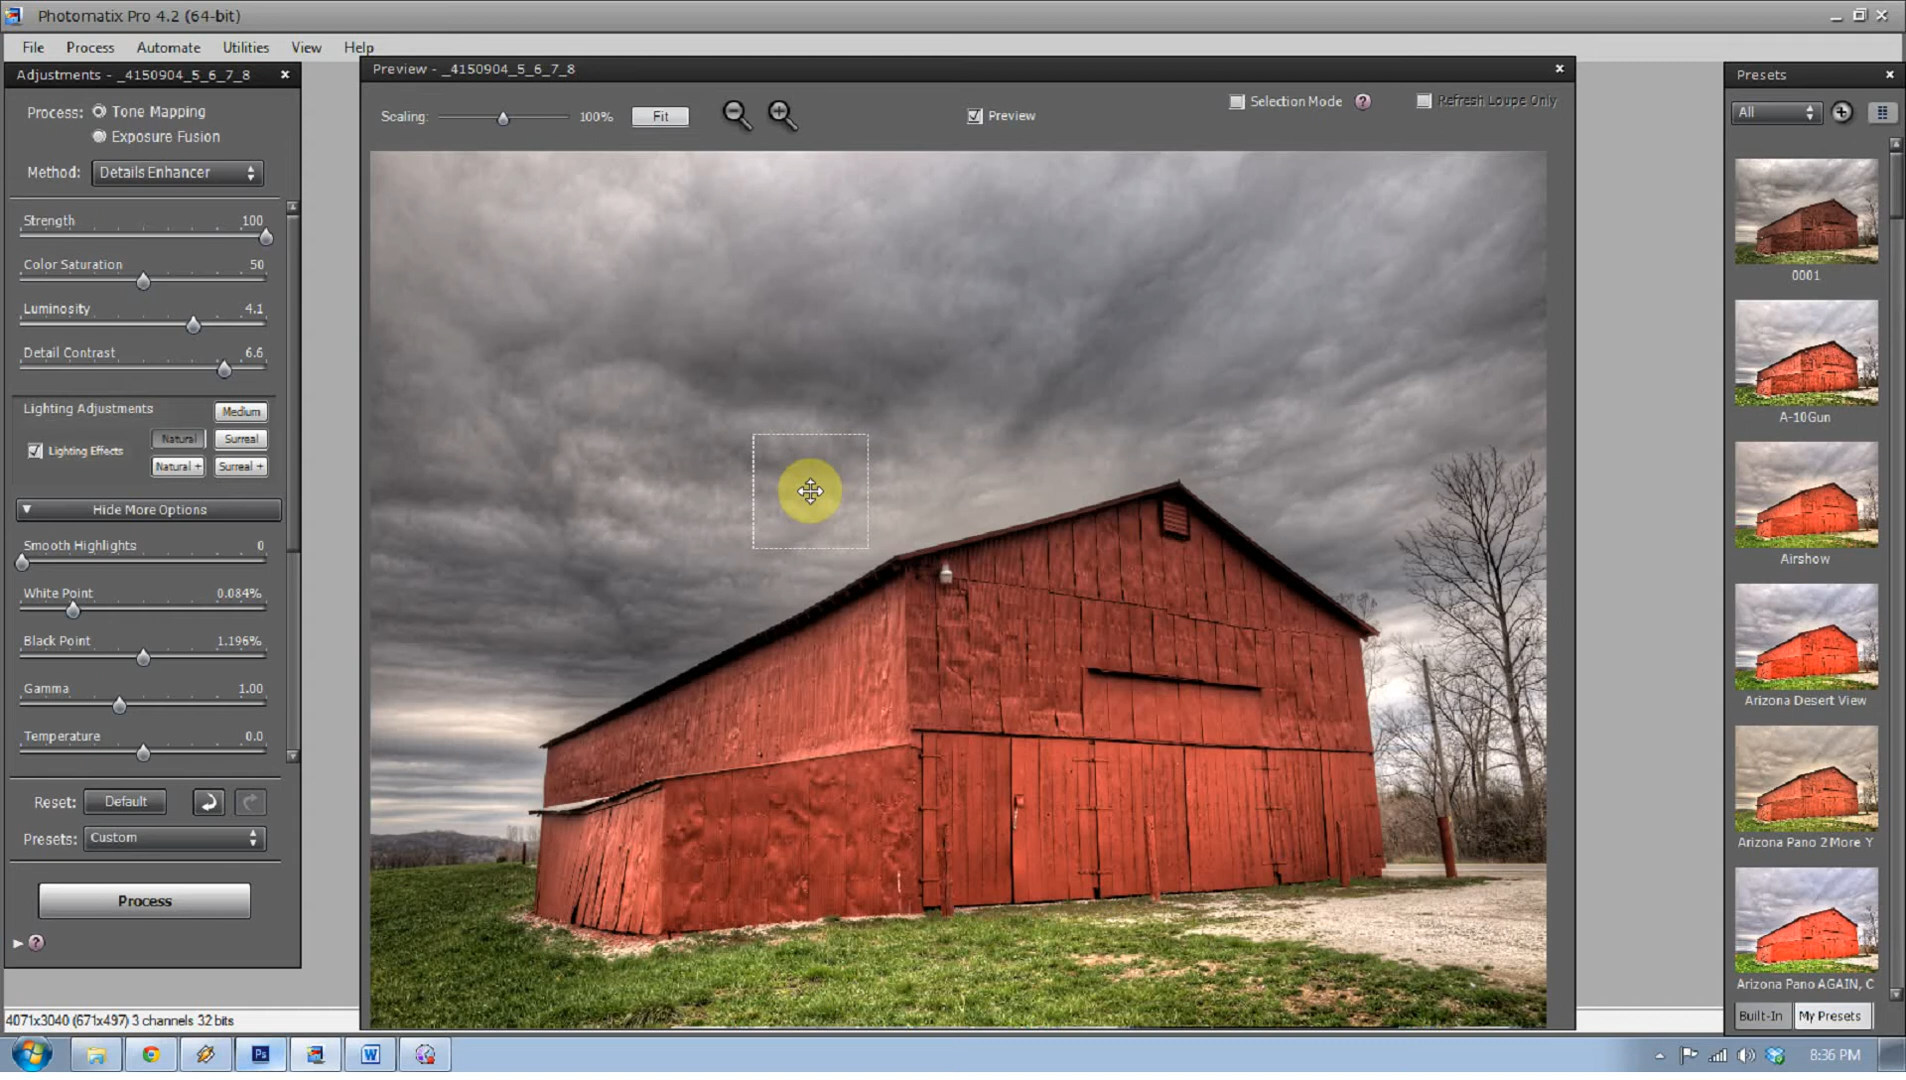 Photomatix Pro 4.2 (64-bit)
File Process Automate Utilities View Help
Adjustments - _4150904_5_6_7_8
Process: Tone Mapping
Exposure Fusion
Method: Details Enhancer
Strength 100
Color Saturation 50
Luminosity 4.1
Detail Contrast 6.6
Lighting Adjustments Medium
Lighting Effects Natural Surreal
Natural + Surreal +
Hide More Options
Smooth Highlights 0
White Point 0.084%
Black Point 1.196%
Gamma 1.00
Temperature 0.0
Reset: Default
Presets: Custom
Process
?
4071x3040 (671x497) 3 channels 32 bits
Preview - _4150904_5_6_7_8
Scaling: 100% Fit Preview Selection Mode ? Refresh Loupe Only
Presets
All
0001
A-10Gun
Airshow
Arizona Desert View
Arizona Pano 2 More Y
Arizona Pano AGAIN, C
Built-In My Presets
Ps W
8:36 PM